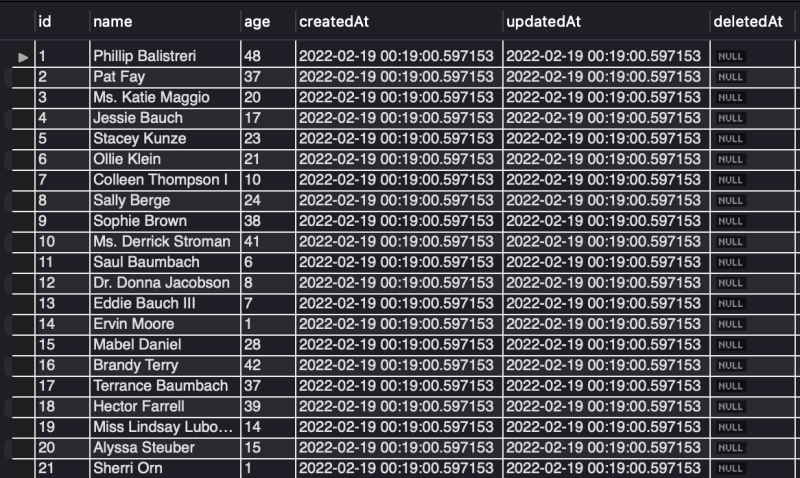 id name age createdAt updatedAt deletedAt
1 Phillip Balistreri 48 2022-02-19 00:19:00.597153 2022-02-19 00:19:00.597153 NULL
2 Pat Fay 37 2022-02-19 00:19:00.597153 2022-02-19 00:19:00.597153 NULL
3 Ms. Katie Maggio 20 2022-02-19 00:19:00.597153 2022-02-19 00:19:00.597153 NULL
4 Jessie Bauch 17 2022-02-19 00:19:00.597153 2022-02-19 00:19:00.597153 NULL
5 Stacey Kunze 23 2022-02-19 00:19:00.597153 2022-02-19 00:19:00.597153 NULL
6 Ollie Klein 21 2022-02-19 00:19:00.597153 2022-02-19 00:19:00.597153 NULL
7 Colleen Thompson I 10 2022-02-19 00:19:00.597153 2022-02-19 00:19:00.597153 NULL
8 Sally Berge 24 2022-02-19 00:19:00.597153 2022-02-19 00:19:00.597153 NULL
9 Sophie Brown 38 2022-02-19 00:19:00.597153 2022-02-19 00:19:00.597153 NULL
10 Ms. Derrick Stroman 41 2022-02-19 00:19:00.597153 2022-02-19 00:19:00.597153 NULL
11 Saul Baumbach 6 2022-02-19 00:19:00.597153 2022-02-19 00:19:00.597153 NULL
12 Dr. Donna Jacobson 8 2022-02-19 00:19:00.597153 2022-02-19 00:19:00.597153 NULL
13 Eddie Bauch III 7 2022-02-19 00:19:00.597153 2022-02-19 00:19:00.597153 NULL
14 Ervin Moore 1 2022-02-19 00:19:00.597153 2022-02-19 00:19:00.597153 NULL
15 Mabel Daniel 28 2022-02-19 00:19:00.597153 2022-02-19 00:19:00.597153 NULL
16 Brandy Terry 42 2022-02-19 00:19:00.597153 2022-02-19 00:19:00.597153 NULL
17 Terrance Baumbach 37 2022-02-19 00:19:00.597153 2022-02-19 00:19:00.597153 NULL
18 Hector Farrell 39 2022-02-19 00:19:00.597153 2022-02-19 00:19:00.597153 NULL
19 Miss Lindsay Lubo... 14 2022-02-19 00:19:00.597153 2022-02-19 00:19:00.597153 NULL
20 Alyssa Steuber 15 2022-02-19 00:19:00.597153 2022-02-19 00:19:00.597153 NULL
21 Sherri Orn 1 2022-02-19 00:19:00.597153 2022-02-19 00:19:00.597153 NULL